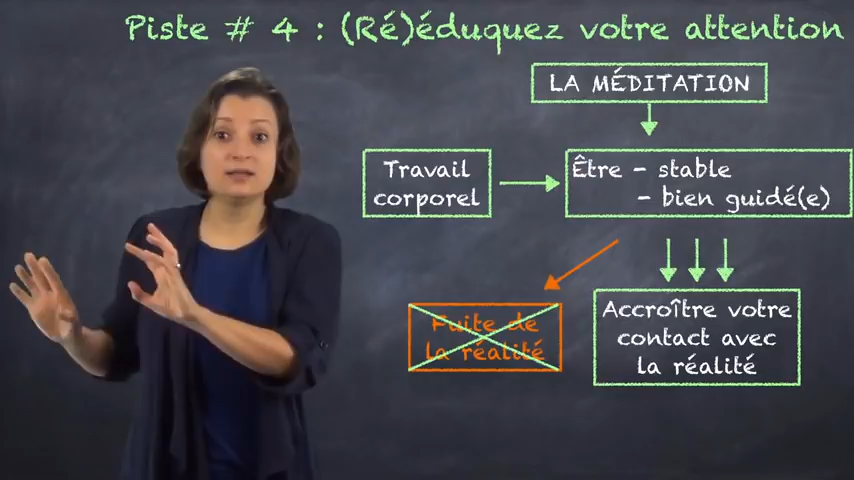 Piste # 4 : (Ré)éduquez votre attention
LA MÉDITATION
Travail
corporel
Être - stable
- bien guidé(e)
Fuite de
la réalité
Accroître votre
contact avec
la réalité